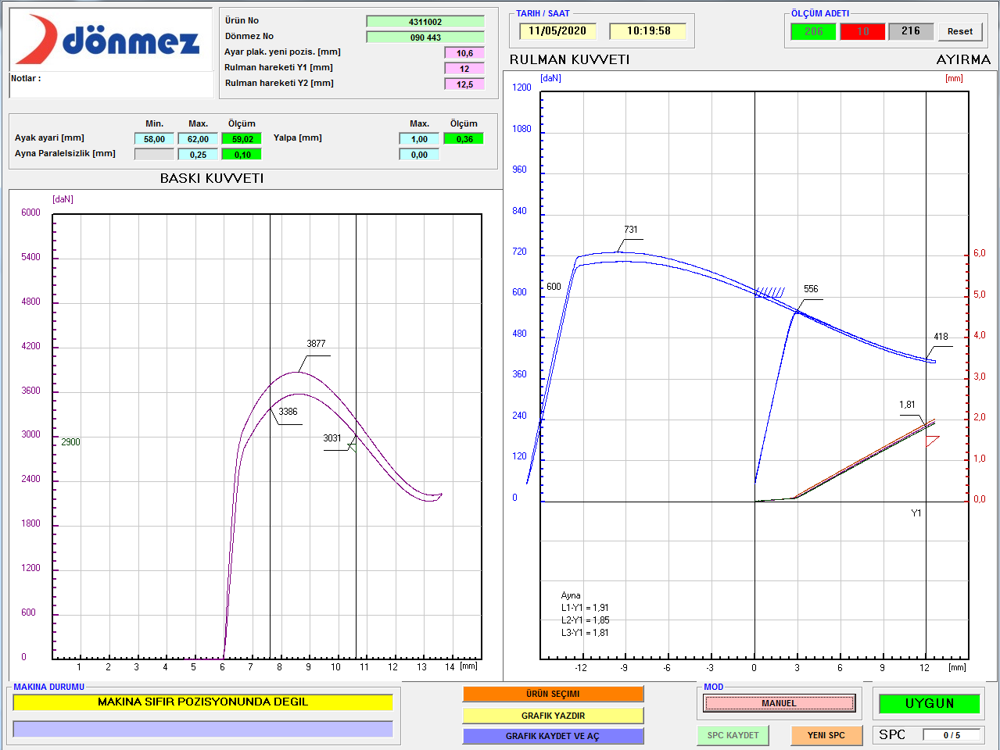 dönmez
Notlar :
Ürün No 4311002
Dönmez No 090 443
Ayar plak. yeni pozis. [mm] 10,6
Rulman hareketi Y1 [mm] 12
Rulman hareketi Y2 [mm] 12,5
TARIH / SAAT
11/05/2020 10:19:58
ÖLÇÜM ADETI
206 10 216 Reset
Min. Max. Ölçüm Max. Ölçüm
Ayak ayari [mm] 58,00 62,00 59,02 Yalpa [mm] 1,00 0,36
Ayna Paralelsizlik [mm] 0,25 0,10 0,00
BASKI KUVVETI
[daN]
6000
5400
4800
4200
3600
3000
2400
1800
1200
600
0
3877
3386
3031
2900
1 2 3 4 5 6 7 8 9 10 11 12 13 14 [mm]
RULMAN KUVVETI AYIRMA
[daN] [mm]
1200
1080
960
840
720
600
480
360
240
120
0
6,0
5,0
4,0
3,0
2,0
1,0
0,0
731
600
556
418
1,81
Y1
Ayna
L1-Y1 = 1,91
L2-Y1 = 1,85
L3-Y1 = 1,81
-12 -9 -6 -3 0 3 6 9 12 [mm]
MAKINA DURUMU
MAKINA SIFIR POZISYONUNDA DEGIL
ÜRÜN SEÇIMI
GRAFIK YAZDIR
GRAFIK KAYDET VE AÇ
MOD
MANUEL
UYGUN
SPC KAYDET
YENI SPC
SPC 0 / 5